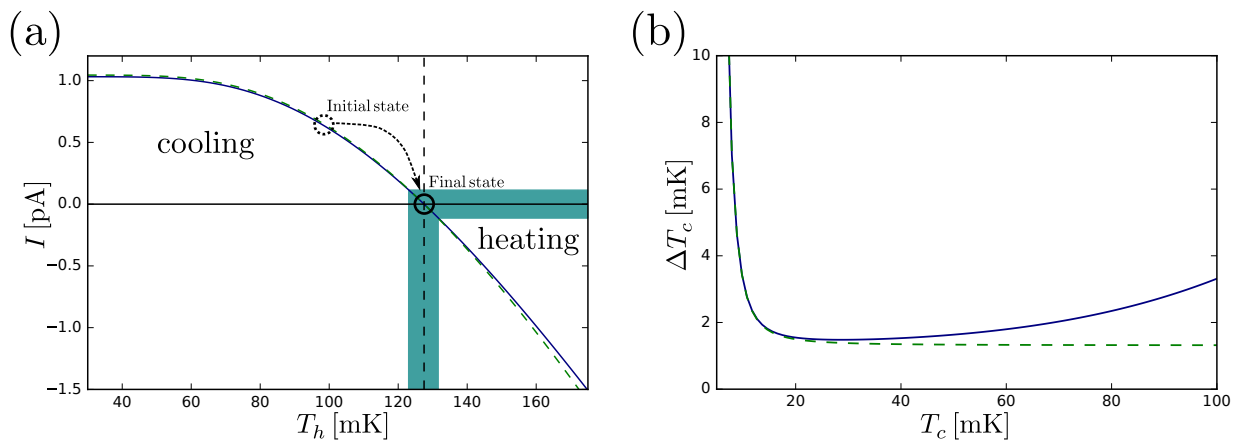 (a)
I [pA]
1.0
0.5
0.0
−0.5
−1.0
−1.5
Initial state
cooling
Final state
heating
40 60 80 100 120 140 160
T_h [mK]
(b)
ΔT_c [mK]
10
8
6
4
2
0
20 40 60 80 100
T_c [mK]